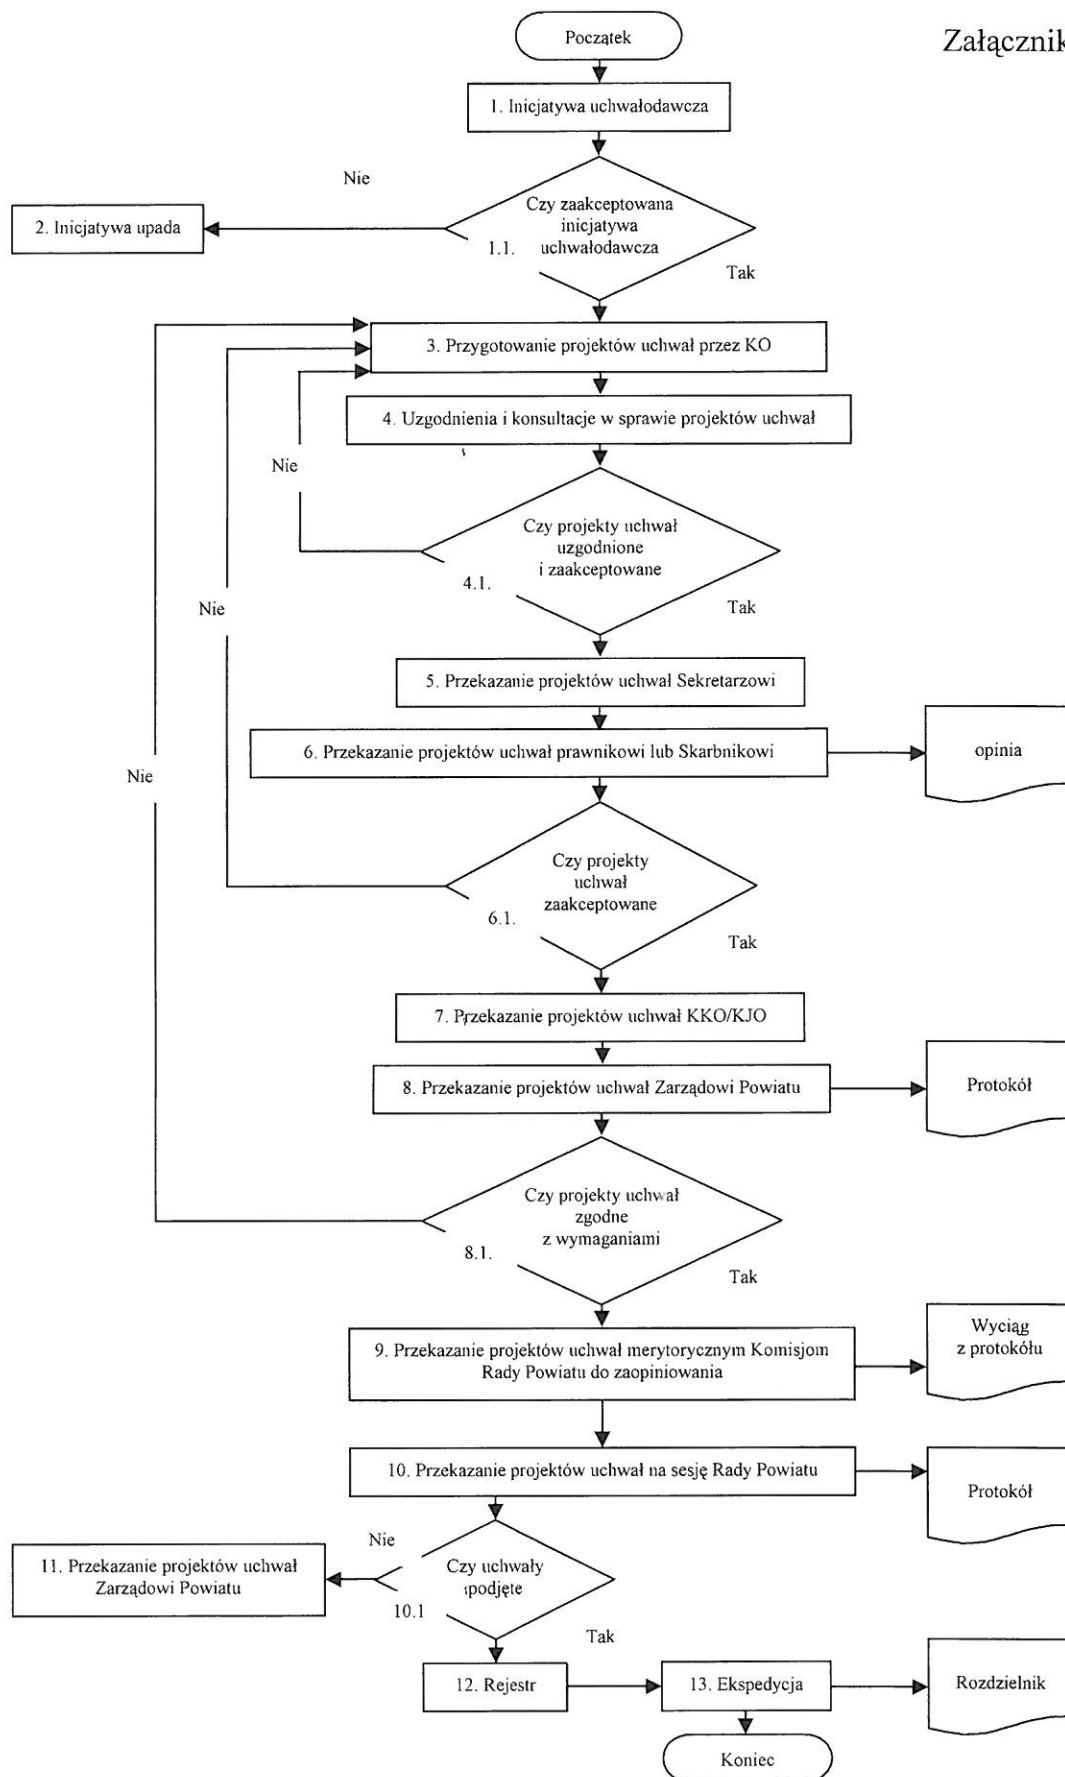 Początek
Załącznik
1. Inicjatywa uchwałodawcza
Nie
Czy zaakceptowana
inicjatywa
uchwałodawcza
1.1.
2. Inicjatywa upada
Tak
3. Przygotowanie projektów uchwał przez KO
4. Uzgodnienia i konsultacje w sprawie projektów uchwał
Nie
Czy projekty uchwał
uzgodnione
i zaakceptowane
4.1.
Nie
Tak
5. Przekazanie projektów uchwał Sekretarzowi
6. Przekazanie projektów uchwał prawnikowi lub Skarbnikowi
opinia
Nie
Czy projekty
uchwał
zaakceptowane
6.1.
Tak
7. Przekazanie projektów uchwał KKO/KJO
8. Przekazanie projektów uchwał Zarządowi Powiatu
Protokół
Czy projekty uchwał
zgodne
z wymaganiami
8.1.
Tak
9. Przekazanie projektów uchwał merytorycznym Komisjom
Rady Powiatu do zaopiniowania
Wyciąg
z protokółu
10. Przekazanie projektów uchwał na sesję Rady Powiatu
Protokół
Nie
Czy uchwały
podjęte
10.1
11. Przekazanie projektów uchwał
Zarządowi Powiatu
Tak
12. Rejestr
13. Ekspedycja
Rozdzielnik
Koniec